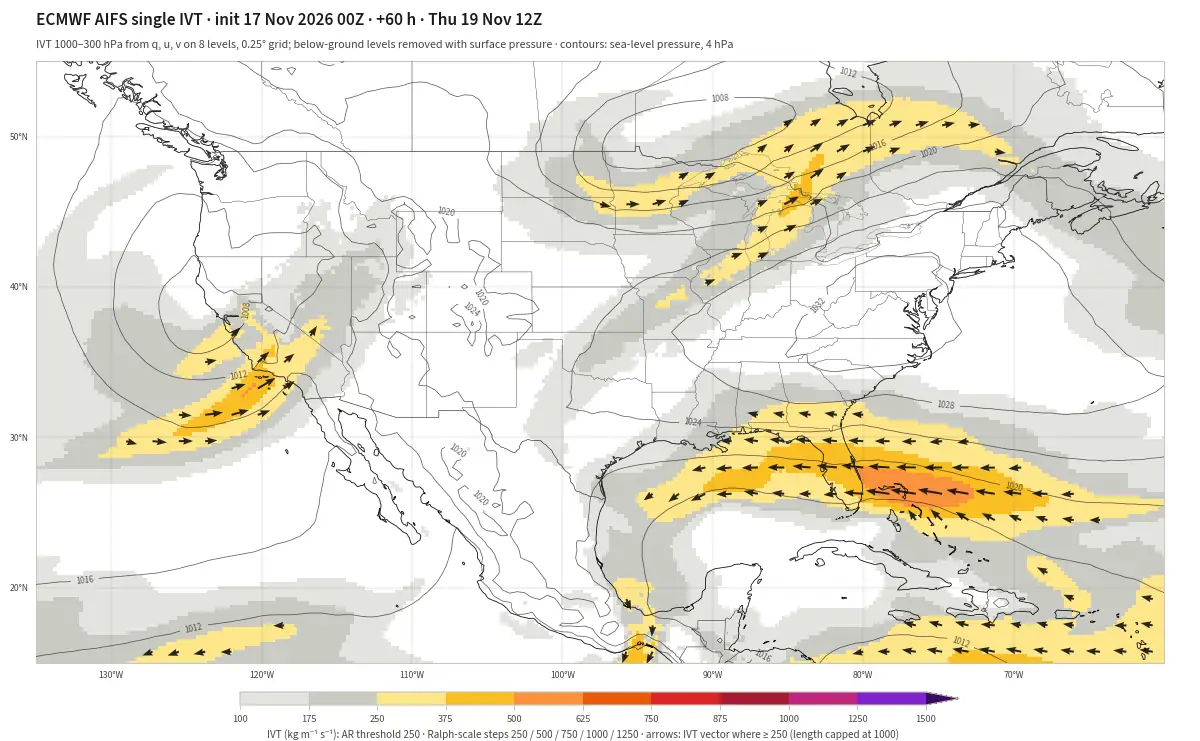 ECMWF AIFS single IVT · init 17 Nov 2026 00Z · +60 h · Thu 19 Nov 12Z
IVT 1000–300 hPa from q, u, v on 8 levels, 0.25° grid; below-ground levels removed with surface pressure · contours: sea-level pressure, 4 hPa
1012
1008
50°N
1016
1020
1020
40°N
1020
1008
1024
1032
1012
1028
1024
30°N
1020
1020
1020
1016
20°N
1012
1012
1016
130°W 120°W 110°W 100°W 90°W 80°W 70°W
100 175 250 375 500 625 750 875 1000 1250 1500
IVT (kg m⁻¹ s⁻¹): AR threshold 250 · Ralph-scale steps 250 / 500 / 750 / 1000 / 1250 · arrows: IVT vector where ≥ 250 (length capped at 1000)